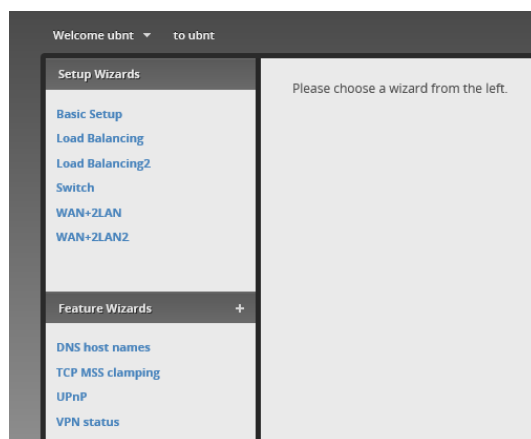 Welcome ubnt to ubnt
Setup Wizards
Please choose a wizard from the left.
Basic Setup
Load Balancing
Load Balancing2
Switch
WAN+2LAN
WAN+2LAN2
Feature Wizards +
DNS host names
TCP MSS clamping
UPnP
VPN status